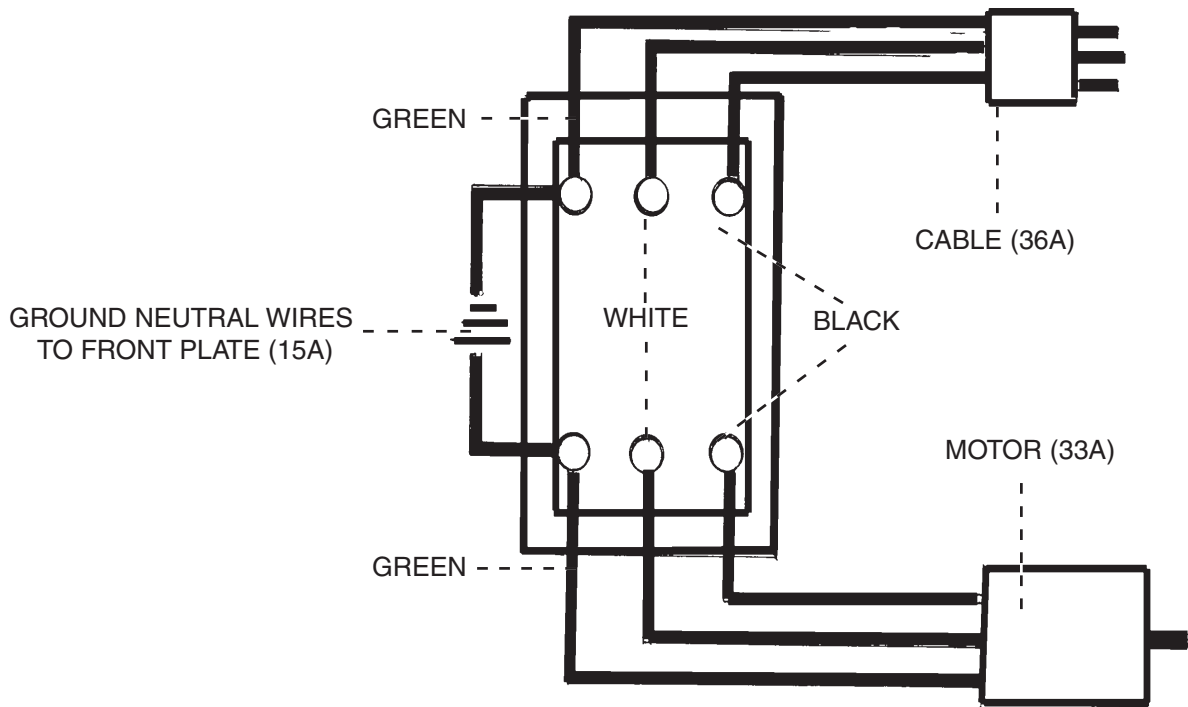 GREEN
CABLE (36A)
GROUND NEUTRAL WIRES
TO FRONT PLATE (15A)
WHITE
BLACK
MOTOR (33A)
GREEN